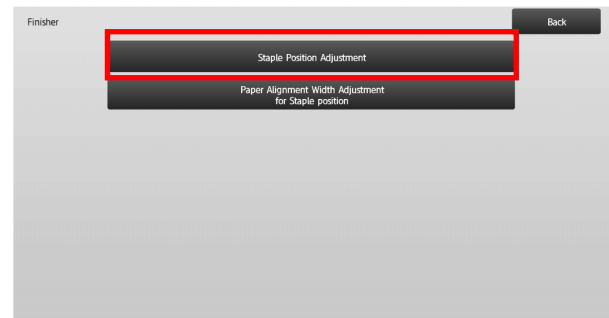 Finisher
Back
Staple Position Adjustment
Paper Alignment Width Adjustment
for Staple position